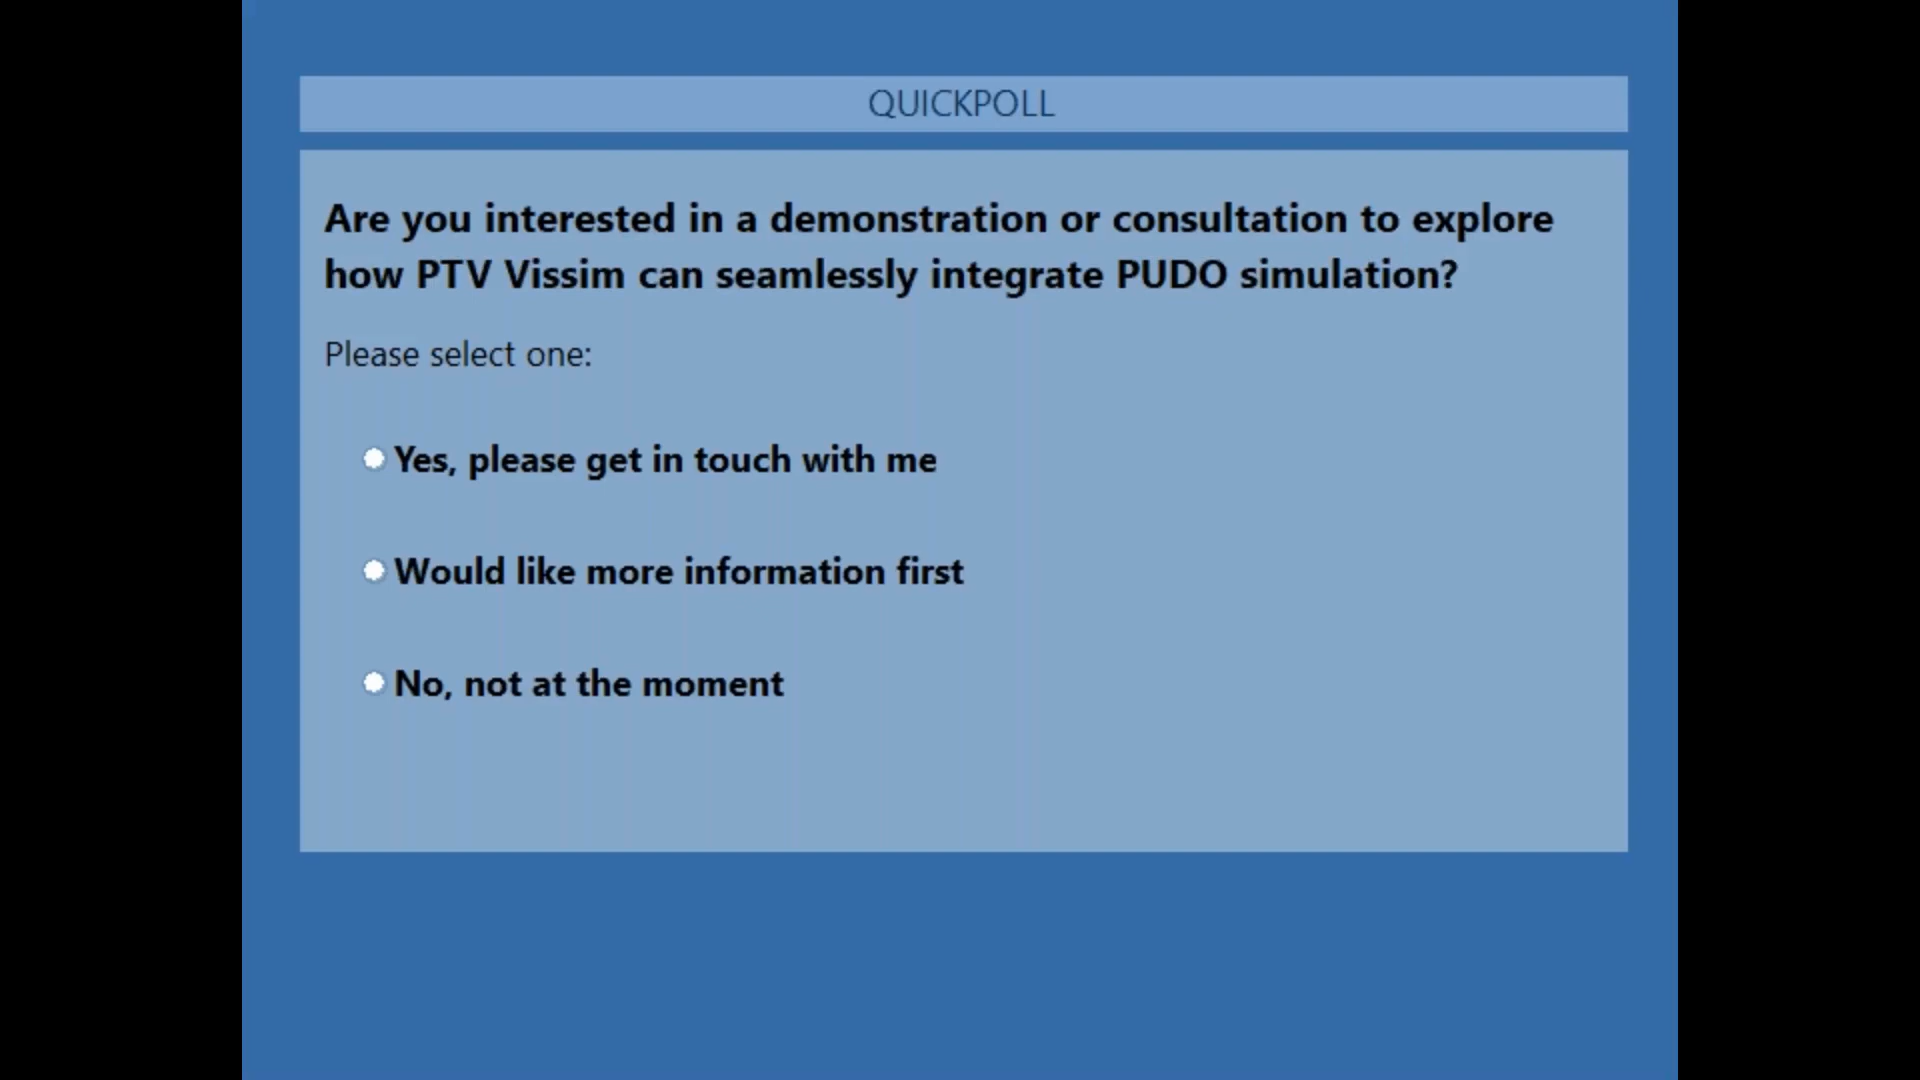 QUICKPOLL
Are you interested in a demonstration or consultation to explore
how PTV Vissim can seamlessly integrate PUDO simulation?
Please select one:
Yes, please get in touch with me
Would like more information first
No, not at the moment